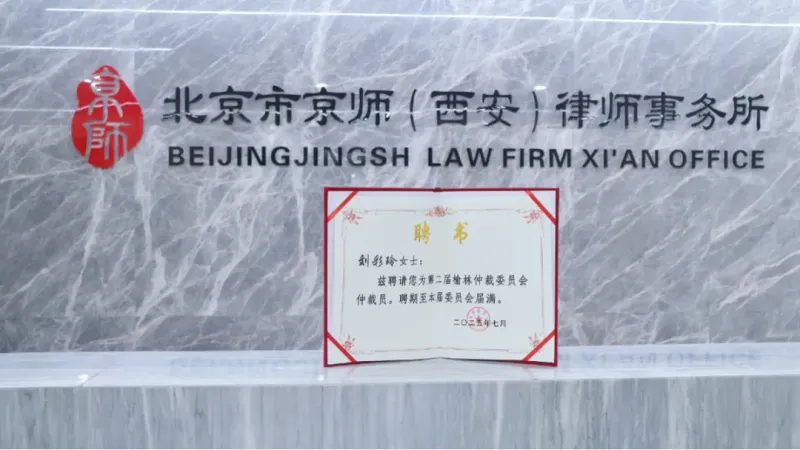 京師
北京市京师（西安）律师事务所
BEIJINGJINGSH LAW FIRM XI'AN OFFICE
聘书
刘彩玲女士：
兹聘请您为第二届榆林仲裁委员会
仲裁员。聘期至本届委员会届满。
二〇二五年七月